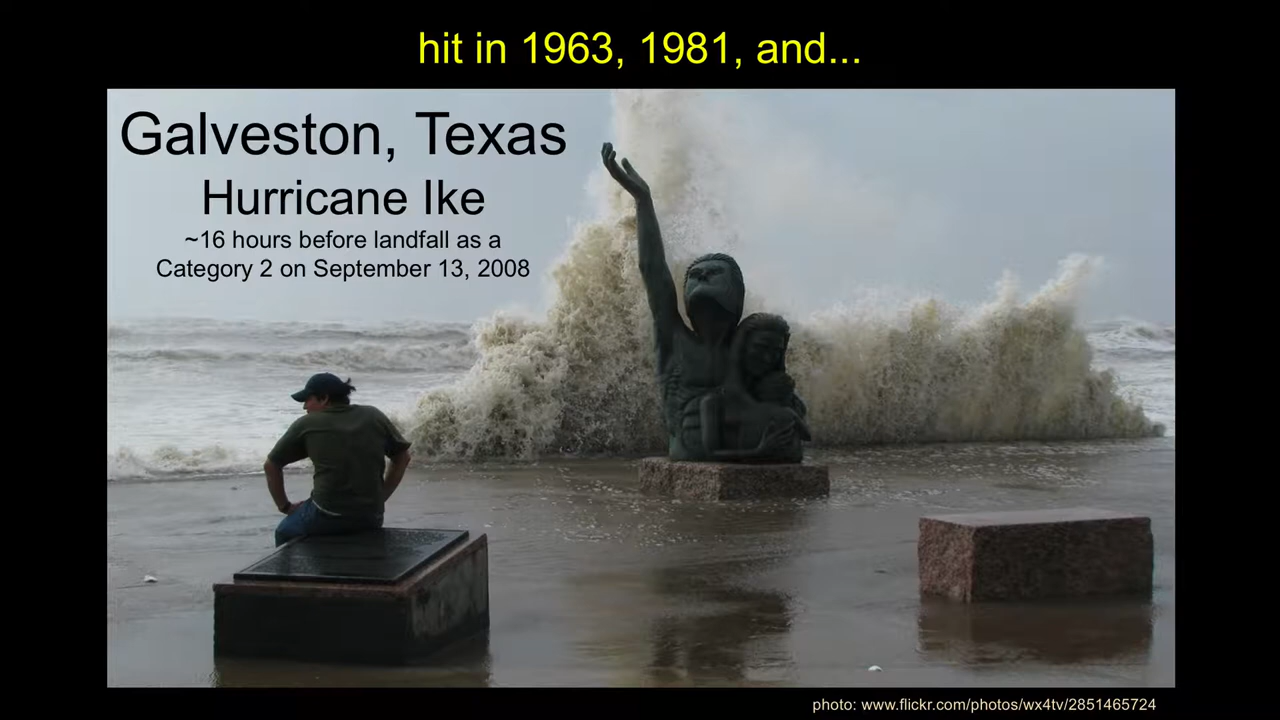 hit in 1963, 1981, and...
Galveston, Texas
Hurricane Ike
~16 hours before landfall as a
Category 2 on September 13, 2008
photo: www.flickr.com/photos/wx4tv/2851465724